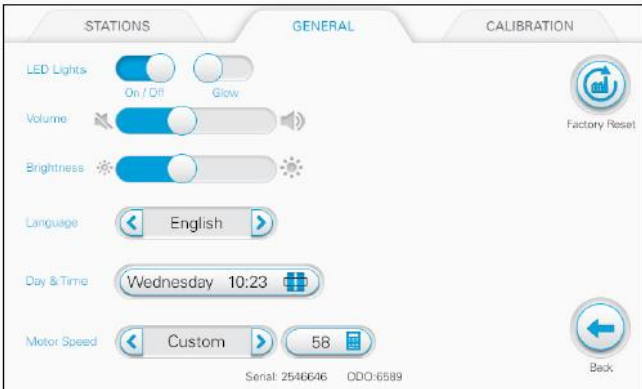 STATIONS GENERAL CALIBRATION
LED Lights
On / Off Glow
Volume
Factory Reset
Brightness
Language English
Day & Time Wednesday 10:23
Motor Speed Custom 58
Back
Serial: 2546646 ODO:6589